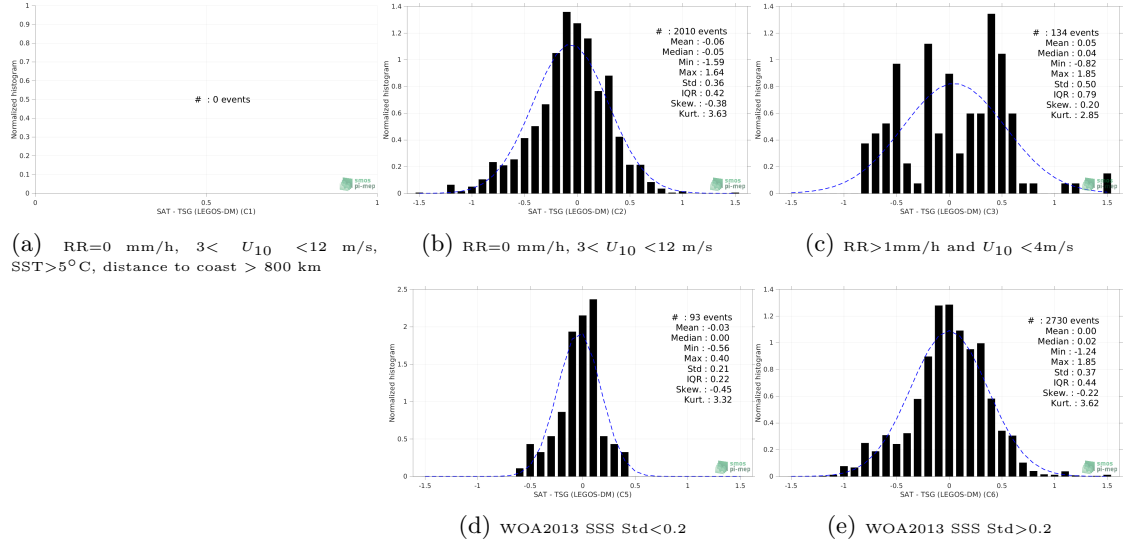 Normalized histogram
1
0.9
0.8
0.7
0.6
0.5
0.4
0.3
0.2
0.1
0
# : 0 events
smos
pi-mep
0 0.5 1
SAT - TSG (LEGOS-DM) (C1)
(a) RR=0 mm/h, 3< U10 <12 m/s,
SST>5°C, distance to coast > 800 km
Normalized histogram
1.4
1.2
1
0.8
0.6
0.4
0.2
0
# : 2010 events
Mean : -0.06
Median : -0.05
Min : -1.59
Max : 1.64
Std : 0.36
IQR : 0.42
Skew. : -0.38
Kurt. : 3.63
smos
pi-mep
-1.5 -1 -0.5 0 0.5 1 1.5
SAT - TSG (LEGOS-DM) (C2)
(b) RR=0 mm/h, 3< U10 <12 m/s
Normalized histogram
1.4
1.2
1
0.8
0.6
0.4
0.2
0
# : 134 events
Mean : 0.05
Median : 0.04
Min : -0.82
Max : 1.85
Std : 0.50
IQR : 0.79
Skew. : 0.20
Kurt. : 2.85
smos
pi-mep
-1.5 -1 -0.5 0 0.5 1 1.5
SAT - TSG (LEGOS-DM) (C3)
(c) RR>1mm/h and U10 <4m/s
Normalized histogram
2.5
2
1.5
1
0.5
0
# : 93 events
Mean : -0.03
Median : 0.00
Min : -0.56
Max : 0.40
Std : 0.21
IQR : 0.22
Skew. : -0.45
Kurt. : 3.32
smos
pi-mep
-1.5 -1 -0.5 0 0.5 1 1.5
SAT - TSG (LEGOS-DM) (C5)
(d) WOA2013 SSS Std<0.2
Normalized histogram
1.4
1.2
1
0.8
0.6
0.4
0.2
0
# : 2730 events
Mean : 0.00
Median : 0.02
Min : -1.24
Max : 1.85
Std : 0.37
IQR : 0.44
Skew. : -0.22
Kurt. : 3.62
smos
pi-mep
-1.5 -1 -0.5 0 0.5 1 1.5
SAT - TSG (LEGOS-DM) (C6)
(e) WOA2013 SSS Std>0.2